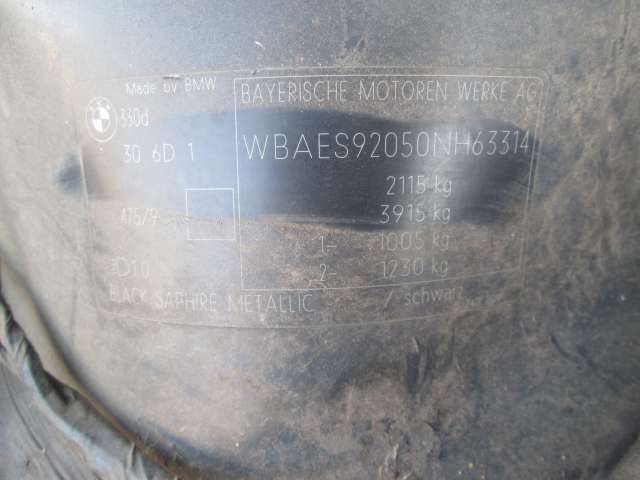 Made by BMW
BAYERISCHE MOTOREN WERKE AG
330d
30 6D 1
WBAES92050NH63314
2115 kg
475/9
3915 kg
1- 1005 kg
D10
2- 1230 kg
BLACK SAPHIRE METALLIC /-schwarz